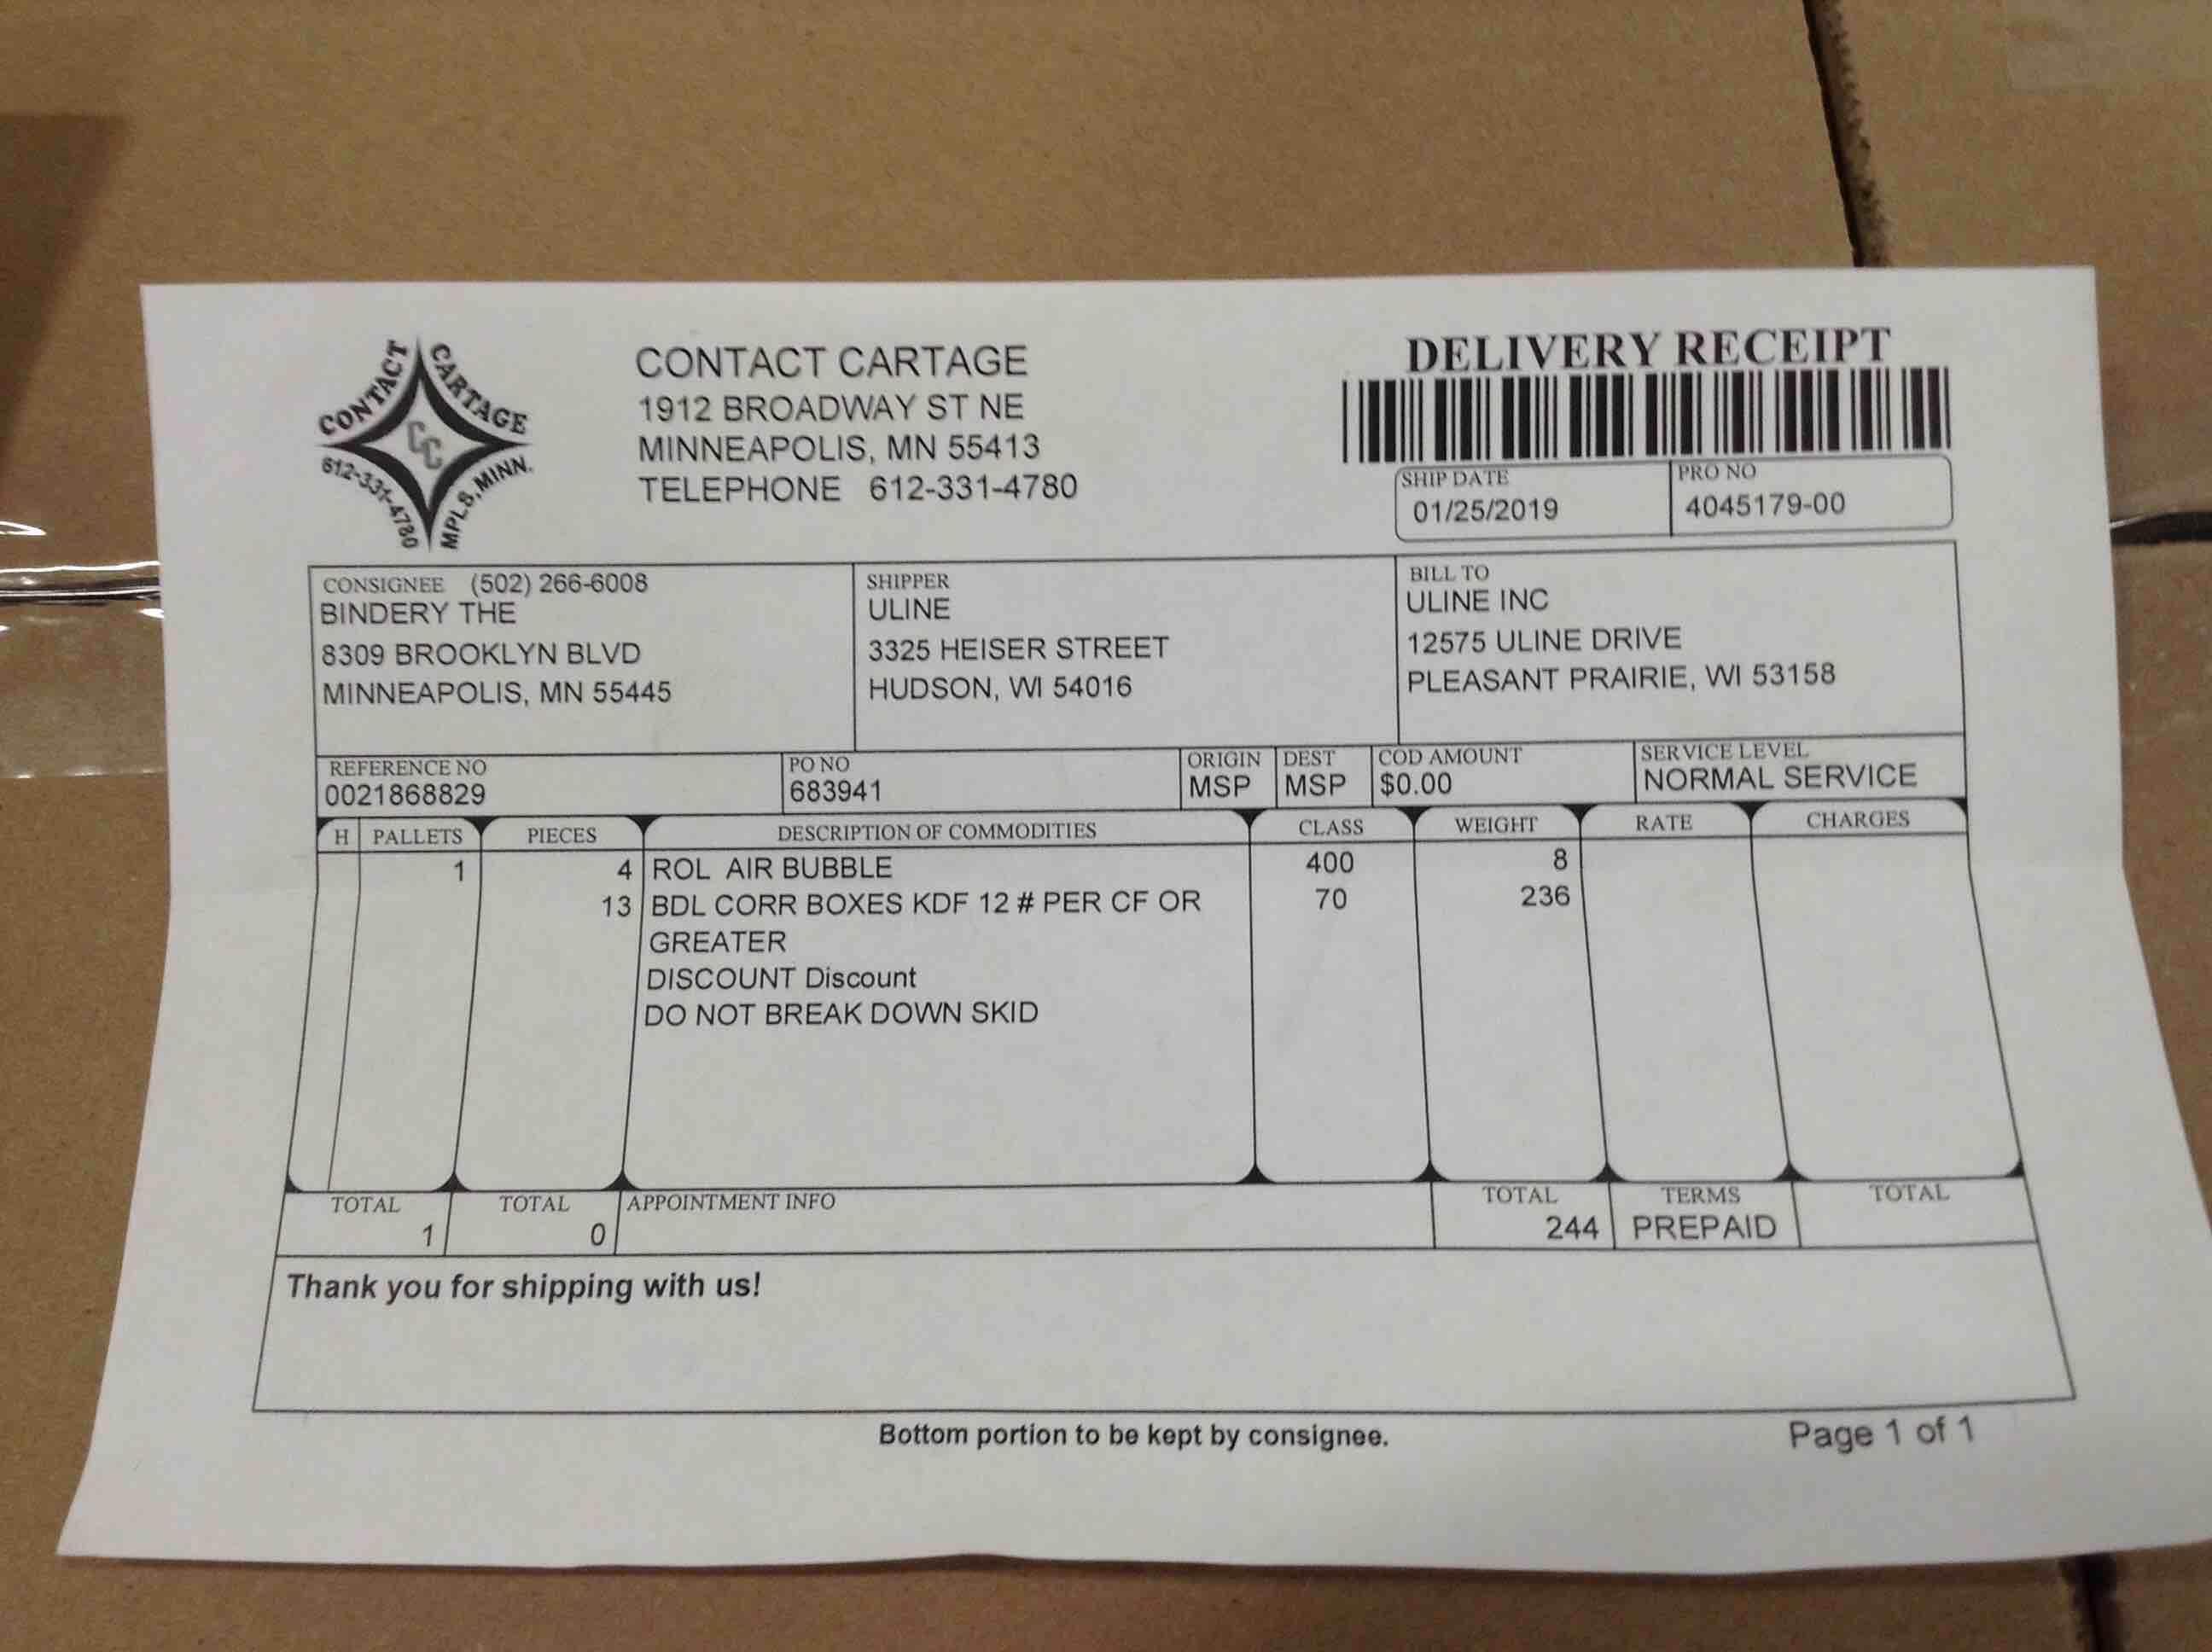 CONTACT CARTAGE
CC
612-331-4780 MPLS, MINN.
CONTACT CARTAGE
1912 BROADWAY ST NE
MINNEAPOLIS, MN 55413
TELEPHONE 612-331-4780
DELIVERY RECEIPT
SHIP DATE PRO NO
01/25/2019 4045179-00
CONSIGNEE (502) 266-6008
BINDERY THE
8309 BROOKLYN BLVD
MINNEAPOLIS, MN 55445
SHIPPER
ULINE
3325 HEISER STREET
HUDSON, WI 54016
BILL TO
ULINE INC
12575 ULINE DRIVE
PLEASANT PRAIRIE, WI 53158
REFERENCE NO PO NO ORIGIN DEST COD AMOUNT SERVICE LEVEL
0021868829 683941 MSP MSP $0.00 NORMAL SERVICE
H PALLETS PIECES DESCRIPTION OF COMMODITIES CLASS WEIGHT RATE CHARGES
1 4 ROL AIR BUBBLE 400 8
13 BDL CORR BOXES KDF 12 # PER CF OR 70 236
GREATER
DISCOUNT Discount
DO NOT BREAK DOWN SKID
TOTAL TOTAL APPOINTMENT INFO TOTAL TERMS TOTAL
1 0 244 PREPAID
Thank you for shipping with us!
Bottom portion to be kept by consignee.
Page 1 of 1